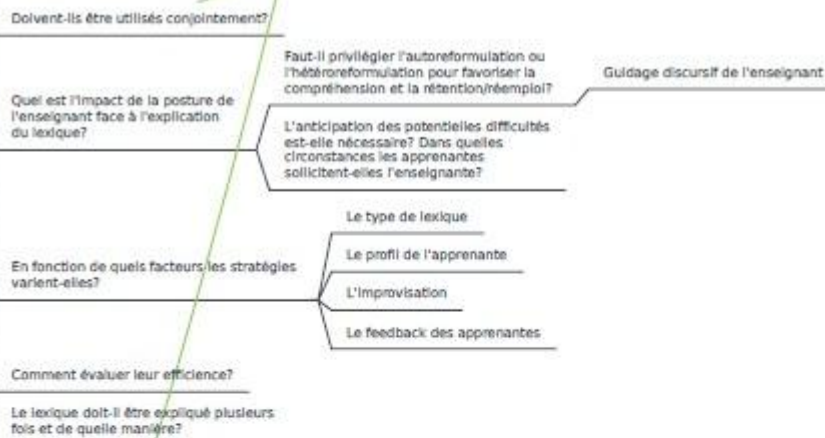 Doivent-ils être utilisés conjointement?
Quel est l'impact de la posture de
l'enseignant face à l'explication
du lexique?
Faut-il privilégier l'autoreformulation ou
l'hétéroreformulation pour favoriser la
compréhension et la rétention/réemploi?
Guidage discursif de l'enseignant
L'anticipation des potentielles difficultés
est-elle nécessaire? Dans quelles
circonstances les apprenantes
sollicitent-elles l'enseignante?
En fonction de quels facteurs les stratégies
varient-elles?
Le type de lexique
Le profil de l'apprenante
L'improvisation
Le feedback des apprenantes
Comment évaluer leur efficience?
Le lexique doit-il être expliqué plusieurs
fois et de quelle manière?